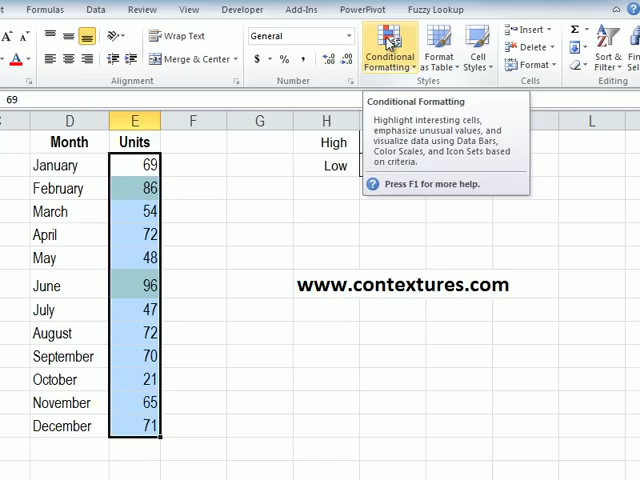 Formulas Data Review View Developer Add-Ins PowerPivot Fuzzy Lookup
A A Wrap Text General Conditional Formatting Format as Table Cell Styles Insert Delete Format Σ Sort & Filter
A Merge & Center $ % ,
Alignment Number Styles Cells Editing
69
Conditional Formatting
Highlight interesting cells,
emphasize unusual values, and
visualize data using Data Bars,
Color Scales, and Icon Sets based
on criteria.
Press F1 for more help.
D E F G H L
Month Units High
January 69 Low
February 86
March 54
April 72
May 48
June 96
www.contextures.com
July 47
August 72
September 70
October 21
November 65
December 71